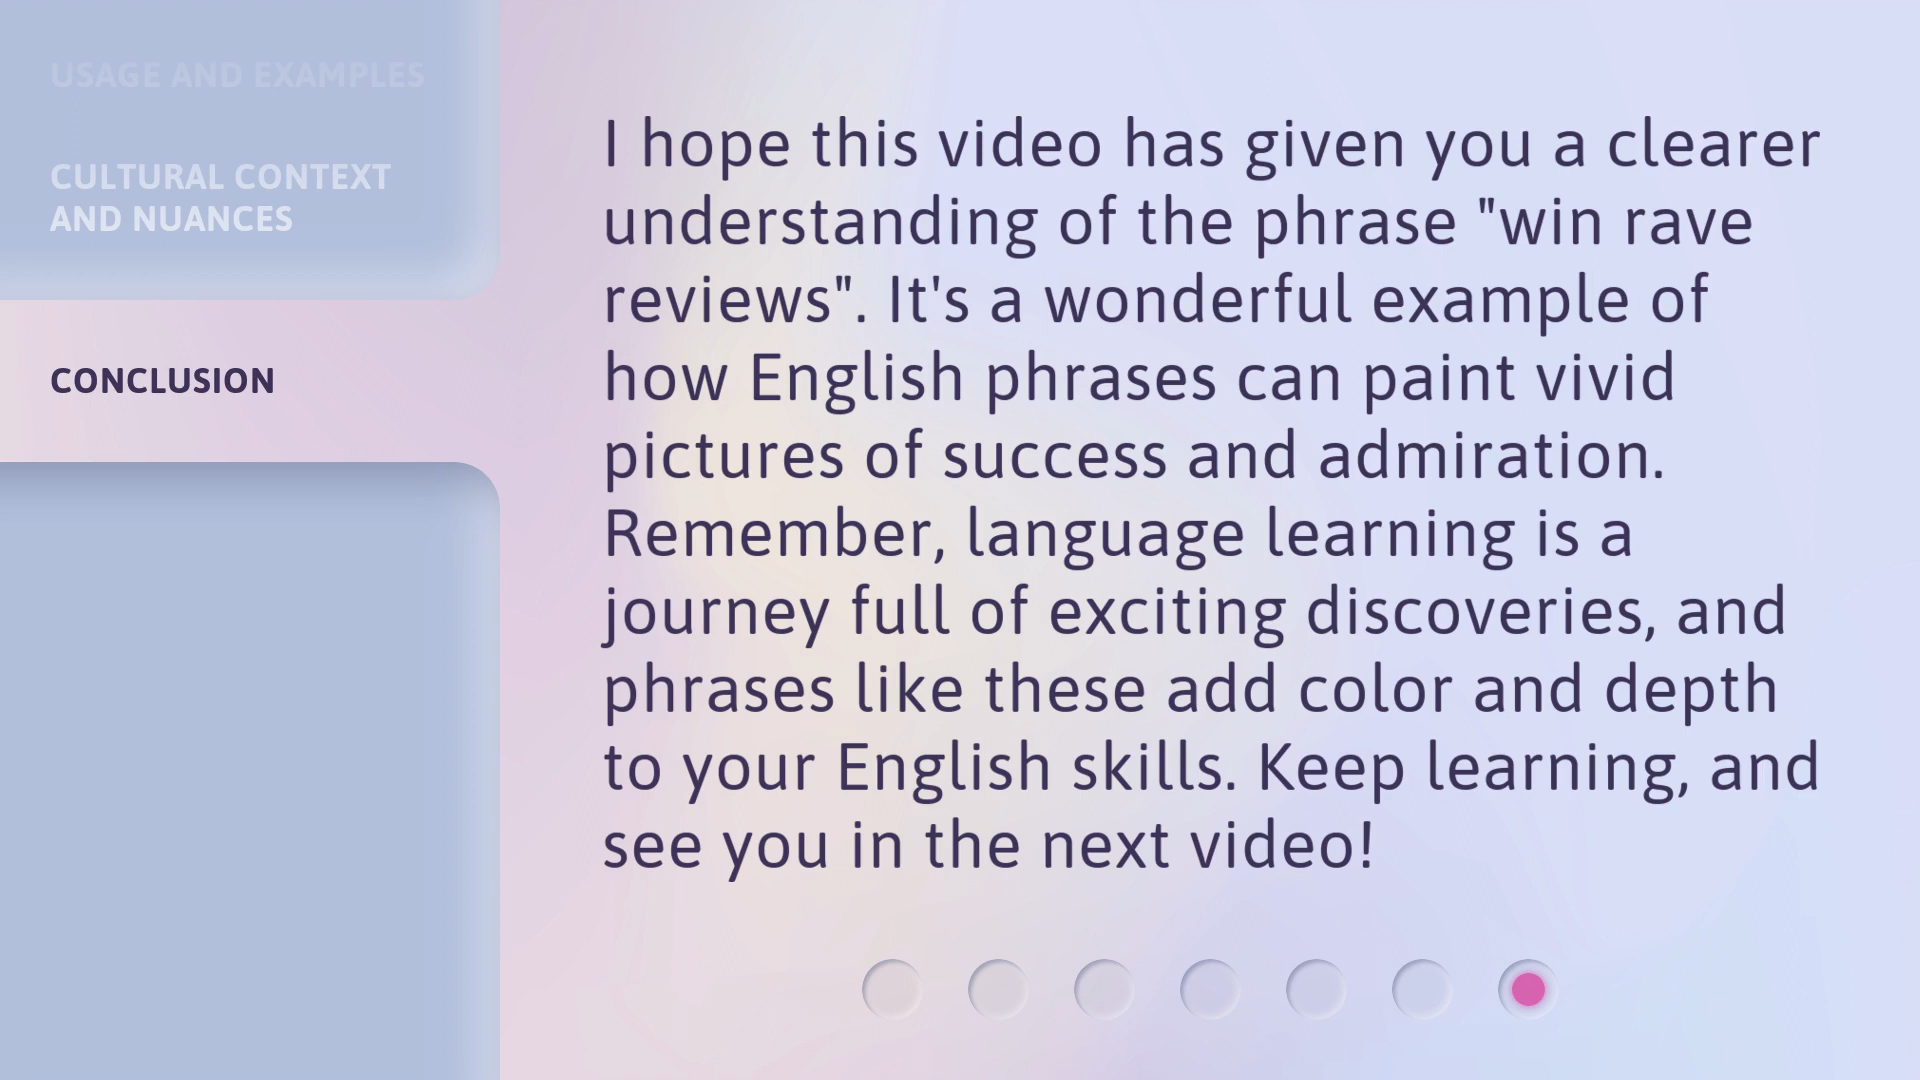 USAGE AND EXAMPLES
CULTURAL CONTEXT
AND NUANCES
CONCLUSION
I hope this video has given you a clearer
understanding of the phrase "win rave
reviews". It's a wonderful example of
how English phrases can paint vivid
pictures of success and admiration.
Remember, language learning is a
journey full of exciting discoveries, and
phrases like these add color and depth
to your English skills. Keep learning, and
see you in the next video!